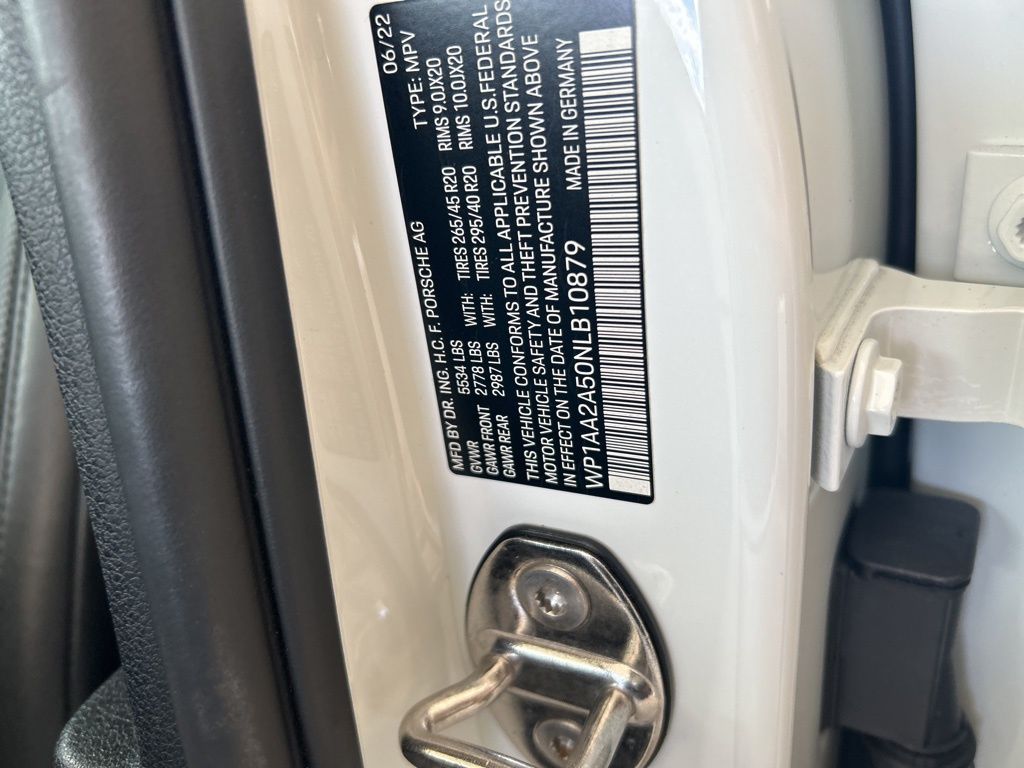 MFD BY DR. ING. H.C. F. PORSCHE AG 06/22
GVWR 5534 LBS TYPE: MPV
GAWR FRONT 2778 LBS WITH: TIRES 265/45 R20 RIMS 9.0JX20
GAWR REAR 2987 LBS WITH: TIRES 295/40 R20 RIMS 10.0JX20
THIS VEHICLE CONFORMS TO ALL APPLICABLE U.S.FEDERAL
MOTOR VEHICLE SAFETY AND THEFT PREVENTION STANDARDS
IN EFFECT ON THE DATE OF MANUFACTURE SHOWN ABOVE
WP1AA2A50NLB10879 MADE IN GERMANY